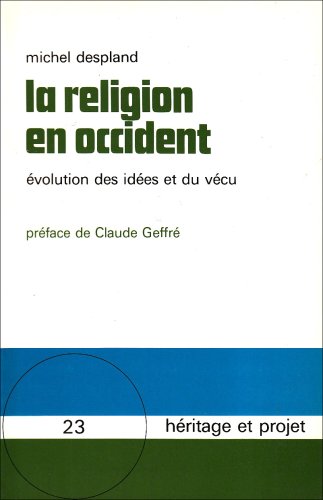 michel despland
la religion
en occident
évolution des idées et du vécu
préface de Claude Geffré
23 héritage et projet